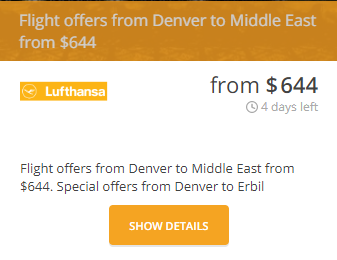 Flight offers from Denver to Middle East
from $644
Lufthansa
from $644
4 days left
Flight offers from Denver to Middle East from
$644. Special offers from Denver to Erbil
SHOW DETAILS